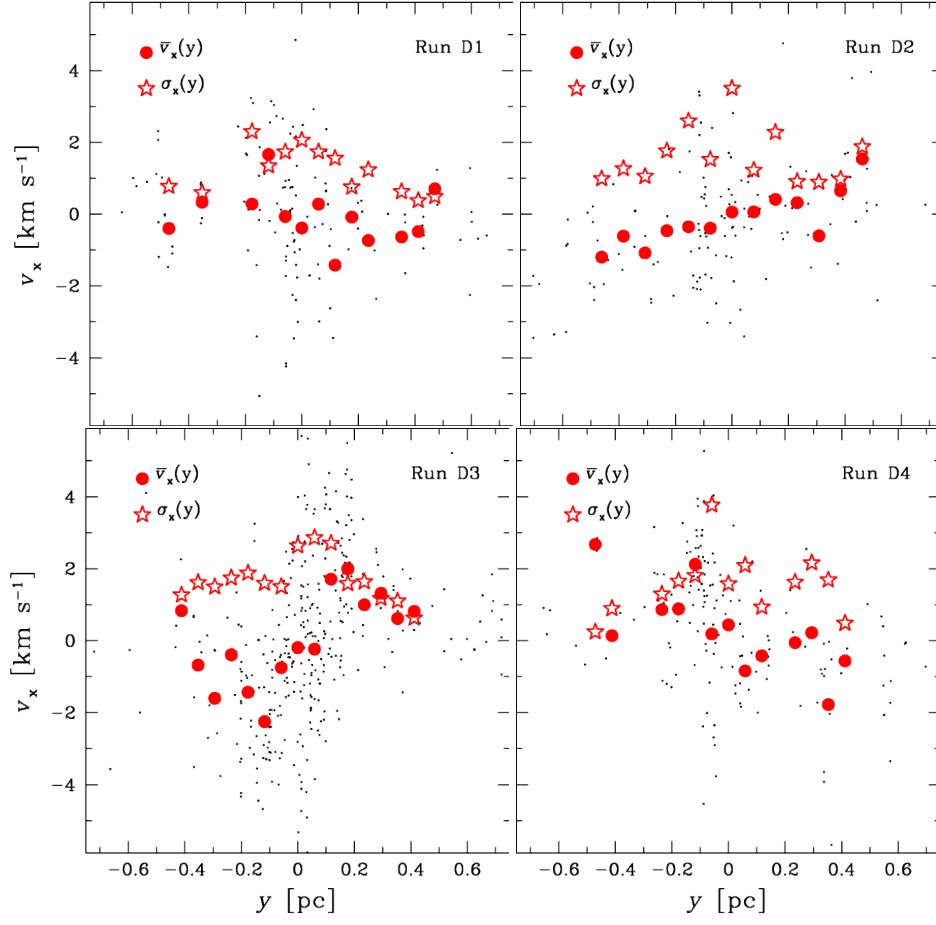 v̄ₓ(y) Run D1
σₓ(y)
v̄ₓ(y) Run D2
σₓ(y)
4
2
0
−2
−4
vₓ [km s⁻¹]
v̄ₓ(y) Run D3
σₓ(y)
v̄ₓ(y) Run D4
σₓ(y)
4
2
0
−2
−4
vₓ [km s⁻¹]
−0.6 −0.4 −0.2 0 0.2 0.4 0.6
−0.6 −0.4 −0.2 0 0.2 0.4 0.6
y [pc]
y [pc]